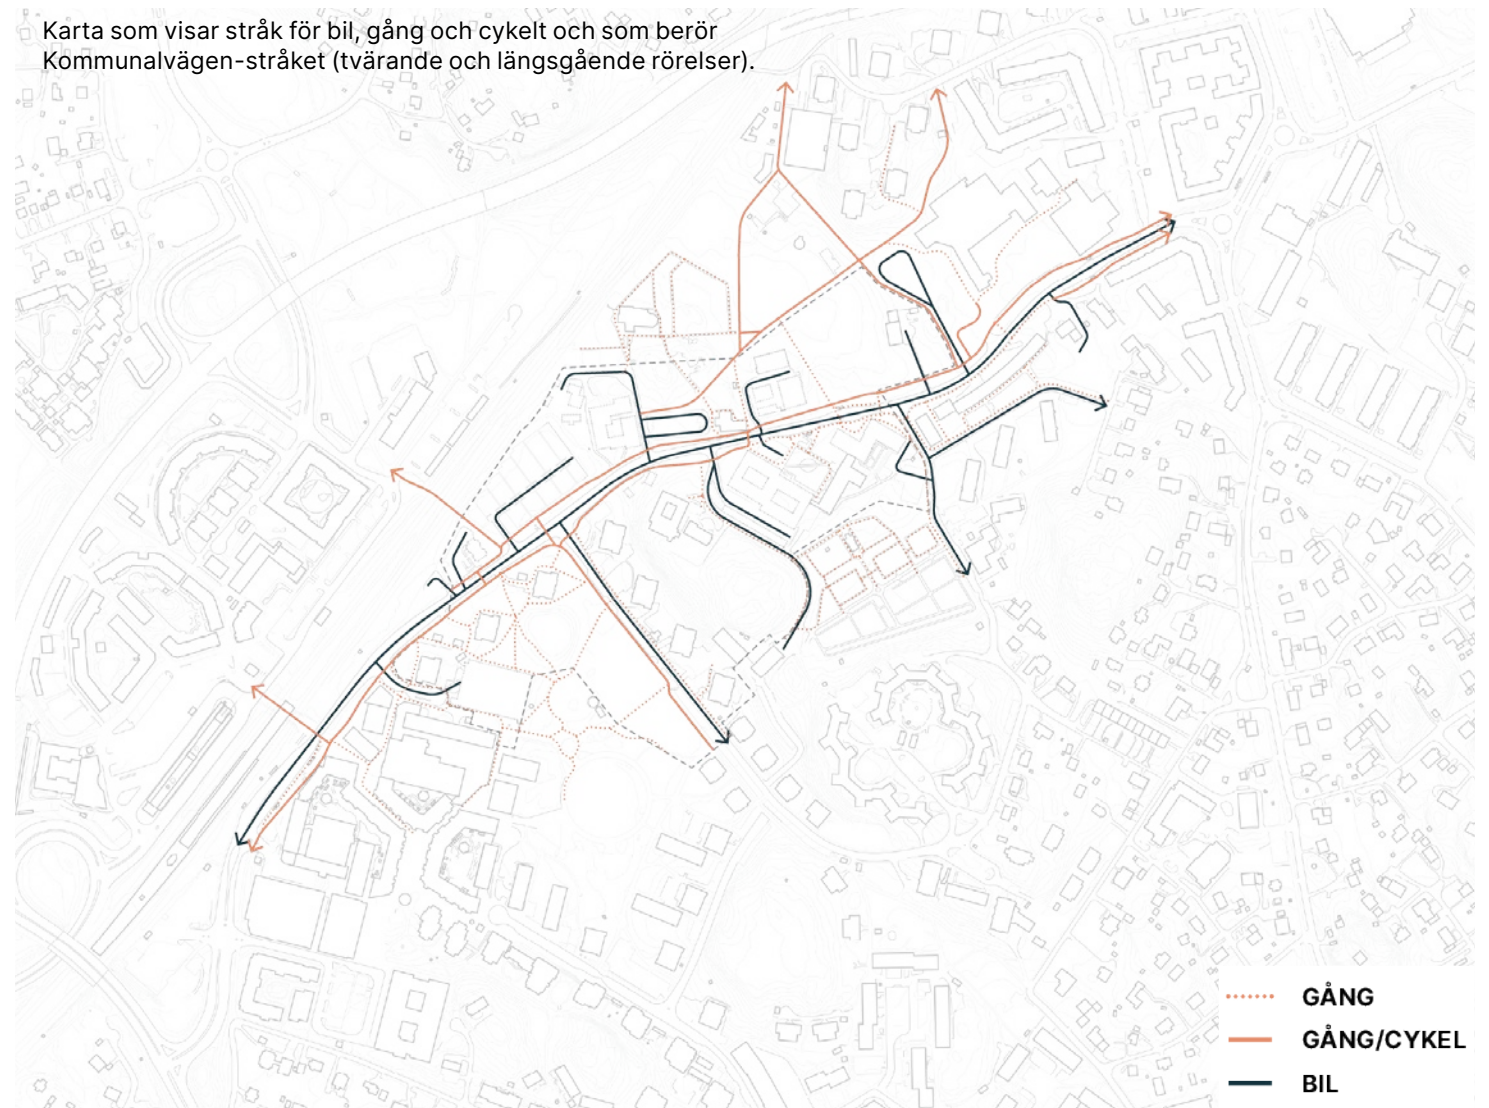 Karta som visar stråk för bil, gång och cykelt och som berör
Kommunalvägen-stråket (tvärande och längsgående rörelser).
GÅNG
GÅNG/CYKEL
BIL